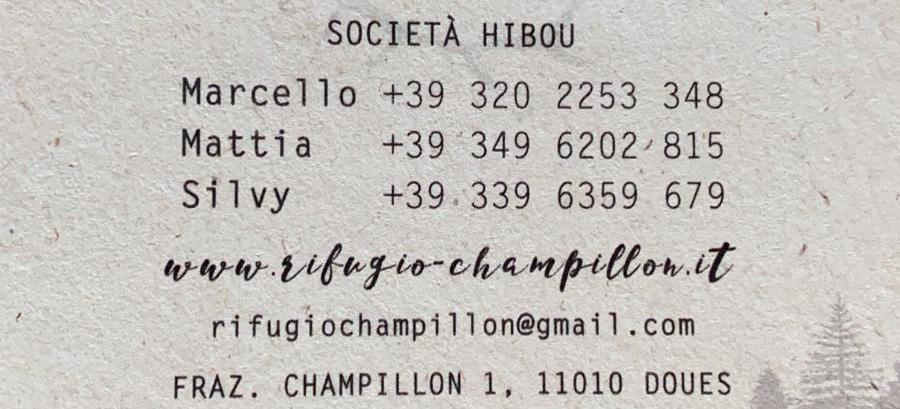 SOCIETÀ HIBOU
Marcello +39 320 2253 348
Mattia +39 349 6202 815
Silvy +39 339 6359 679
www.rifugio-champillon.it
rifugiochampillon@gmail.com
FRAZ. CHAMPILLON 1, 11010 DOUES